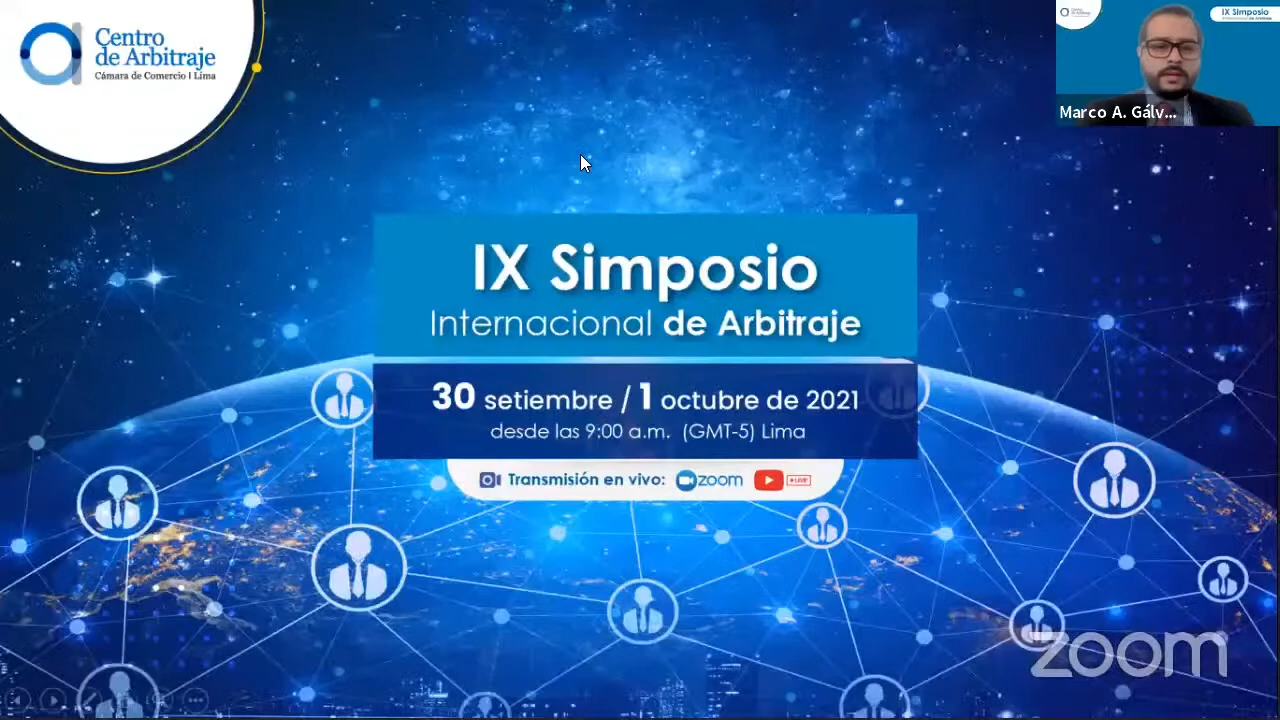 Centro
de Arbitraje
Cámara de Comercio | Lima
IX Simposio
Marco A. Gálv...
IX Simposio
Internacional de Arbitraje
30 setiembre / 1 octubre de 2021
desde las 9:00 a.m. (GMT-5) Lima
Transmisión en vivo: zoom LIVE
zoom